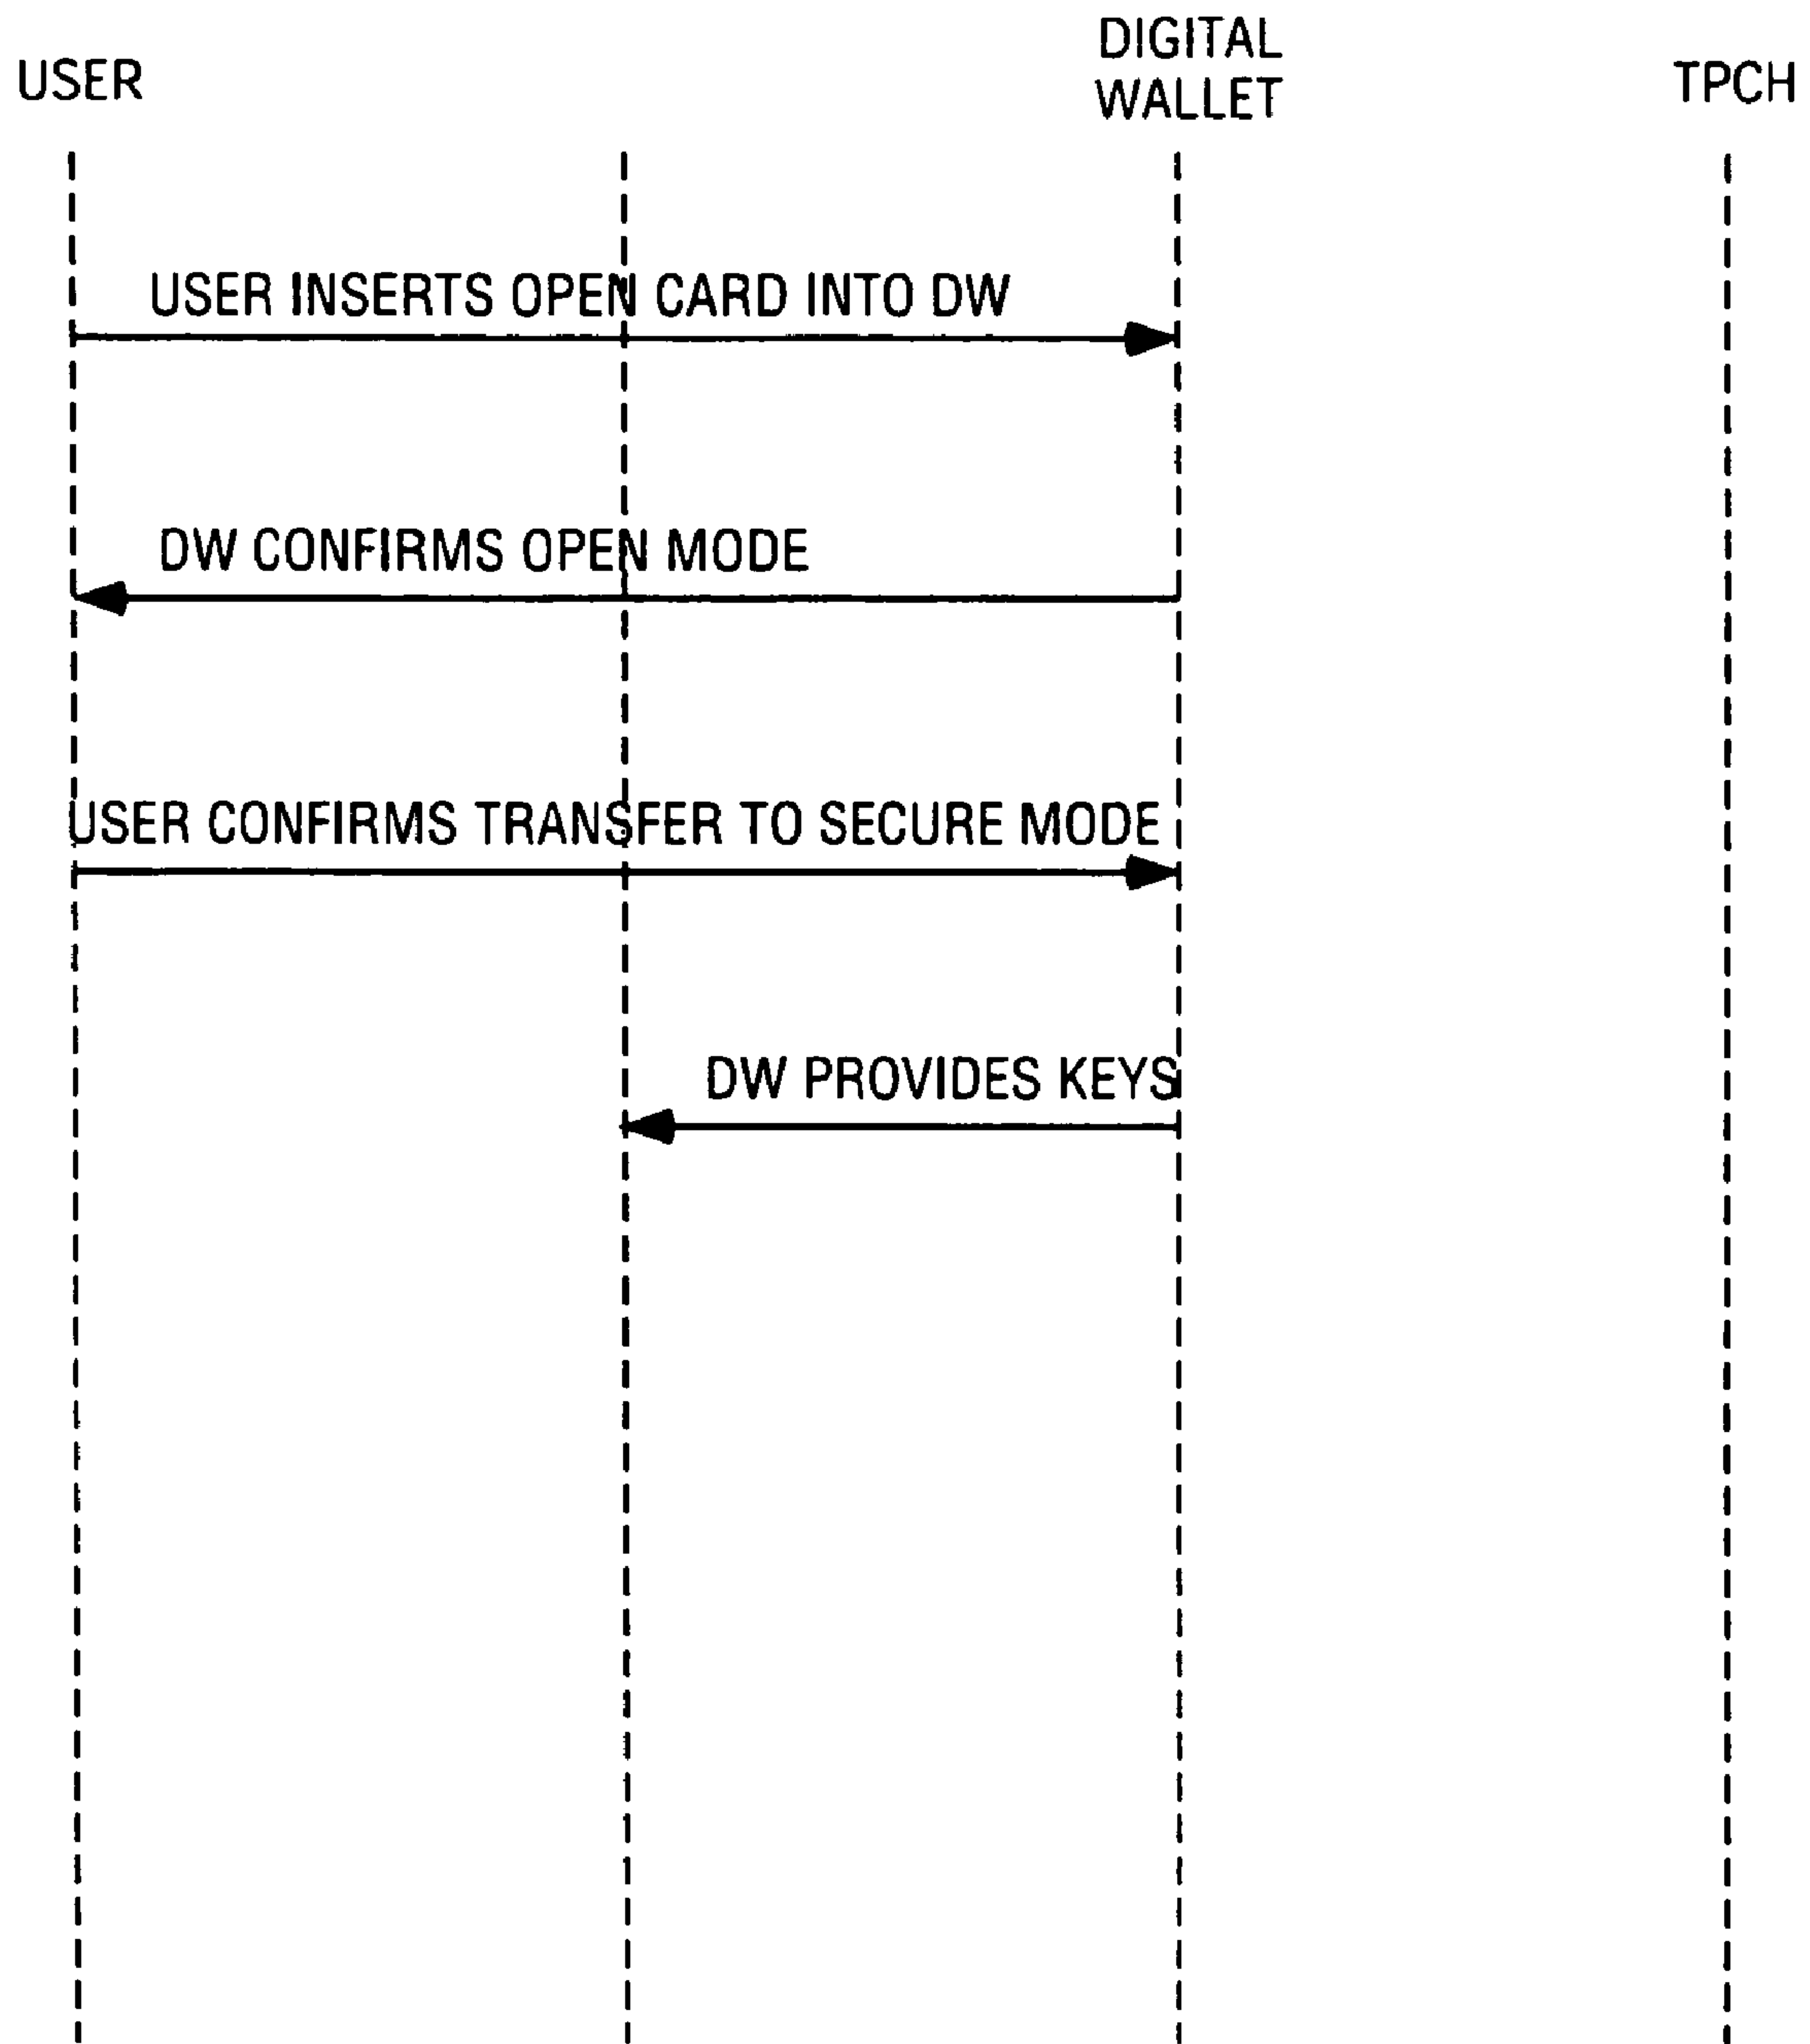 USER
DIGITAL
WALLET
TPCH
USER INSERTS OPEN CARD INTO DW
DW CONFIRMS OPEN MODE
USER CONFIRMS TRANSFER TO SECURE MODE
DW PROVIDES KEYS